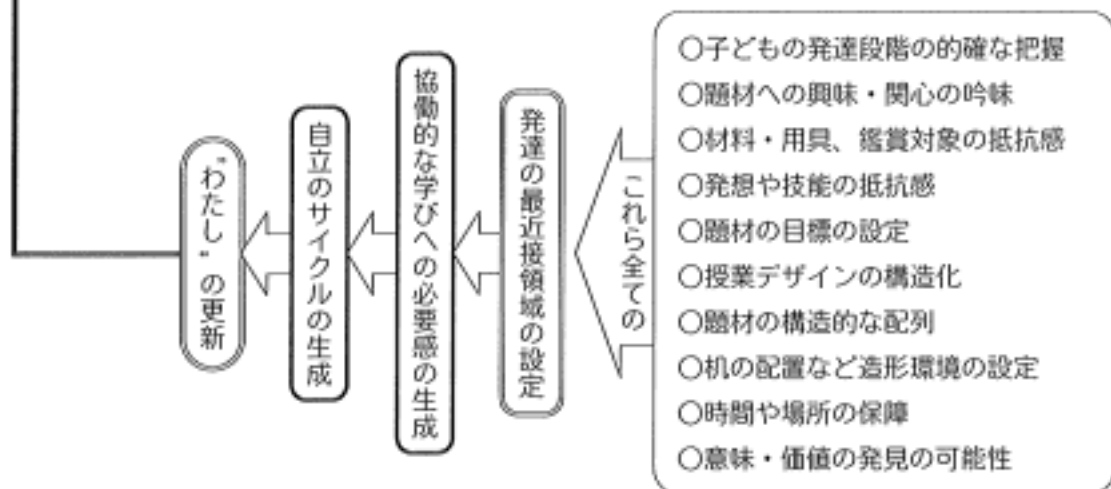 ○子どもの発達段階の的確な把握
○題材への興味・関心の吟味
○材料・用具、鑑賞対象の抵抗感
○発想や技能の抵抗感
○題材の目標の設定
○授業デザインの構造化
○題材の構造的な配列
○机の配置など造形環境の設定
○時間や場所の保障
○意味・価値の発見の可能性
これら全ての
発達の最近接領域の設定
協働的な学びへの必要感の生成
自立のサイクルの生成
“わたし”の更新